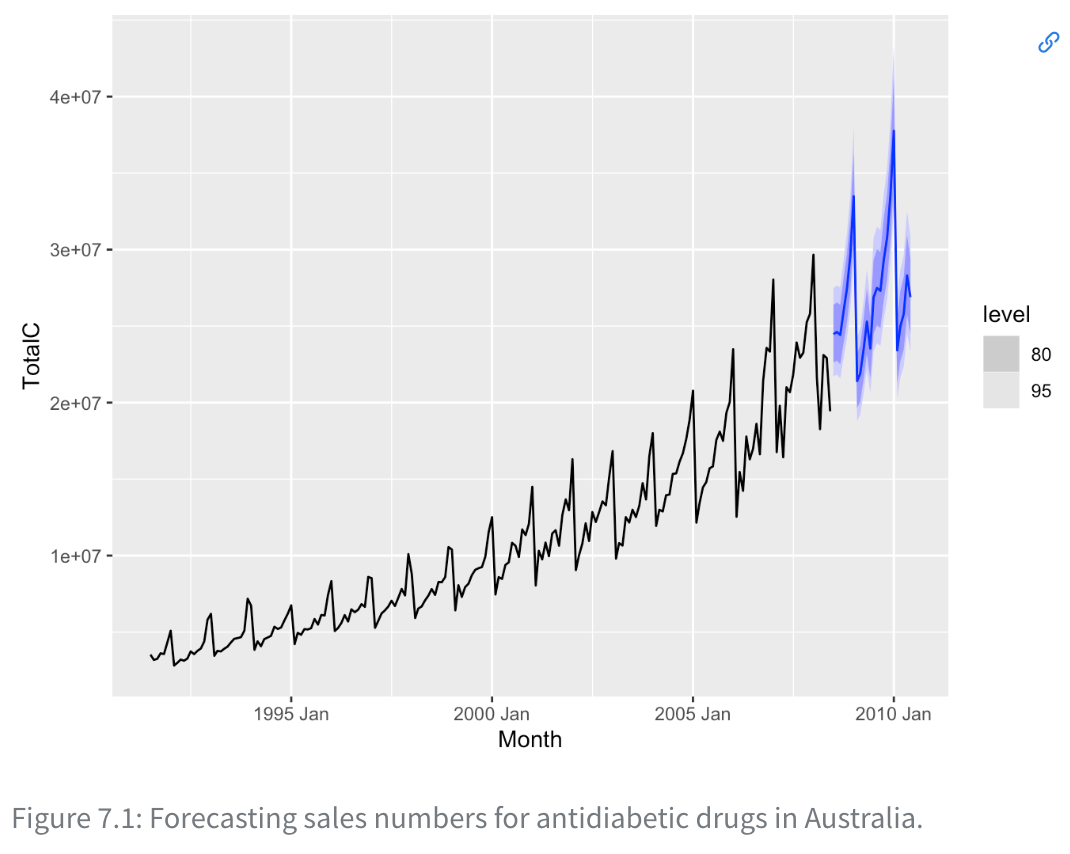 4e+07
3e+07
2e+07
1e+07
TotalC
1995 Jan
2000 Jan
2005 Jan
2010 Jan
Month
level
80
95
Figure 7.1: Forecasting sales numbers for antidiabetic drugs in Australia.